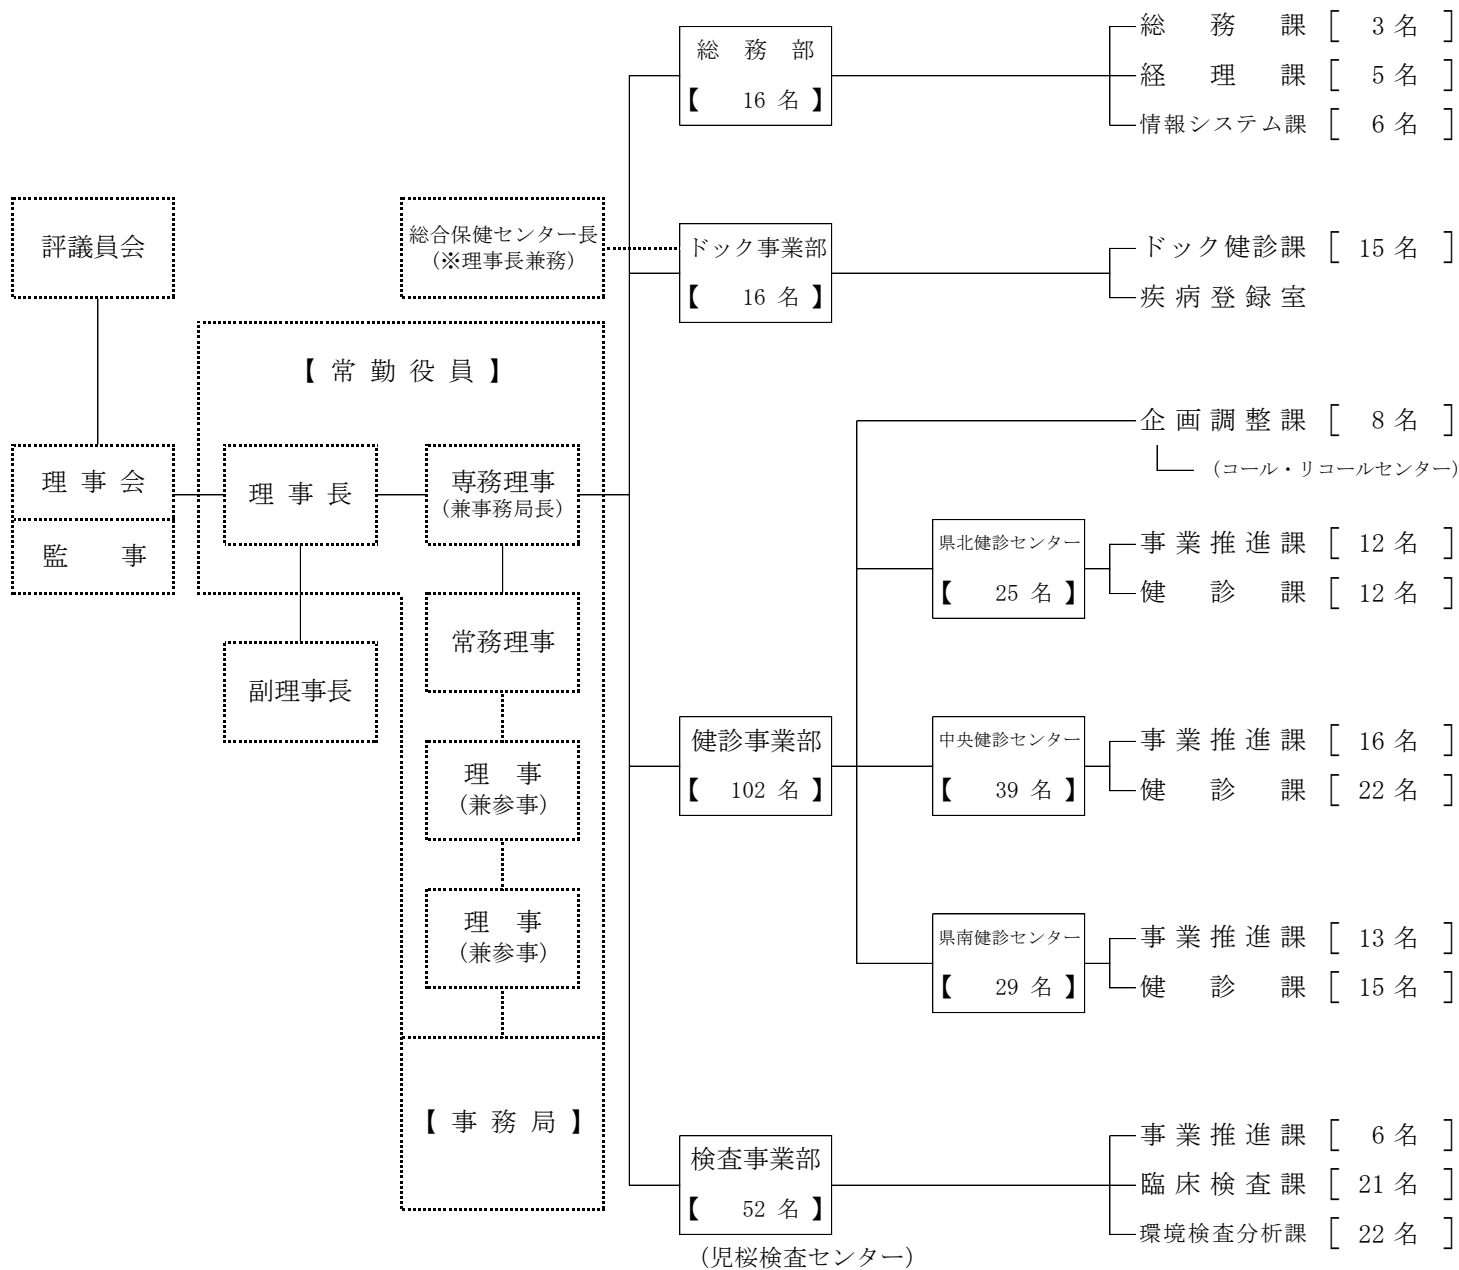 総務部
【 16 名 】
総務課 [ 3 名 ]
経理課 [ 5 名 ]
情報システム課 [ 6 名 ]
評議員会
総合保健センター長
(※理事長兼務)
ドック事業部
【 16 名 】
ドック健診課 [ 15 名 ]
疾病登録室
【 常 勤 役 員 】
理事会
監事
理事長
専務理事
(兼事務局長)
副理事長
常務理事
理事
(兼参事)
理事
(兼参事)
【 事 務 局 】
健診事業部
【 102 名 】
企画調整課 [ 8 名 ]
(コール・リコールセンター)
県北健診センター
【 25 名 】
事業推進課 [ 12 名 ]
健診課 [ 12 名 ]
中央健診センター
【 39 名 】
事業推進課 [ 16 名 ]
健診課 [ 22 名 ]
県南健診センター
【 29 名 】
事業推進課 [ 13 名 ]
健診課 [ 15 名 ]
検査事業部
【 52 名 】
(児桜検査センター)
事業推進課 [ 6 名 ]
臨床検査課 [ 21 名 ]
環境検査分析課 [ 22 名 ]